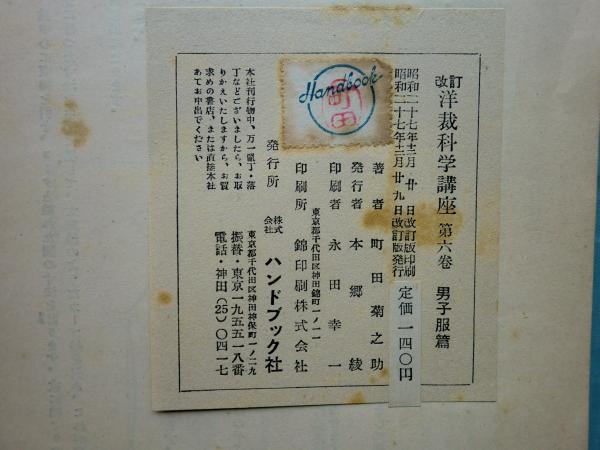 改訂 洋裁科学講座 第六巻 男子服篇
昭和二十七年十二月 廿 日改訂版印刷
昭和二十七年十二月廿九日改訂版発行
定価 一四〇円
著者 町田菊之助
発行者 本郷 綾
印刷者 永田幸一
東京都千代田区神田錦町一ノ二一
印刷所 錦印刷株式会社
発行所 株式会社 ハンドブック社
東京都千代田区神田神保町一ノ二九
振替・東京一九五五一八番
電話・神田(25)〇四一七
本社刊行物中、万一亂丁・落
丁などございましたら、お取
りかえいたしますから、お買
求めの書店、または直接本社
あてお申出でください
Handbook
町田